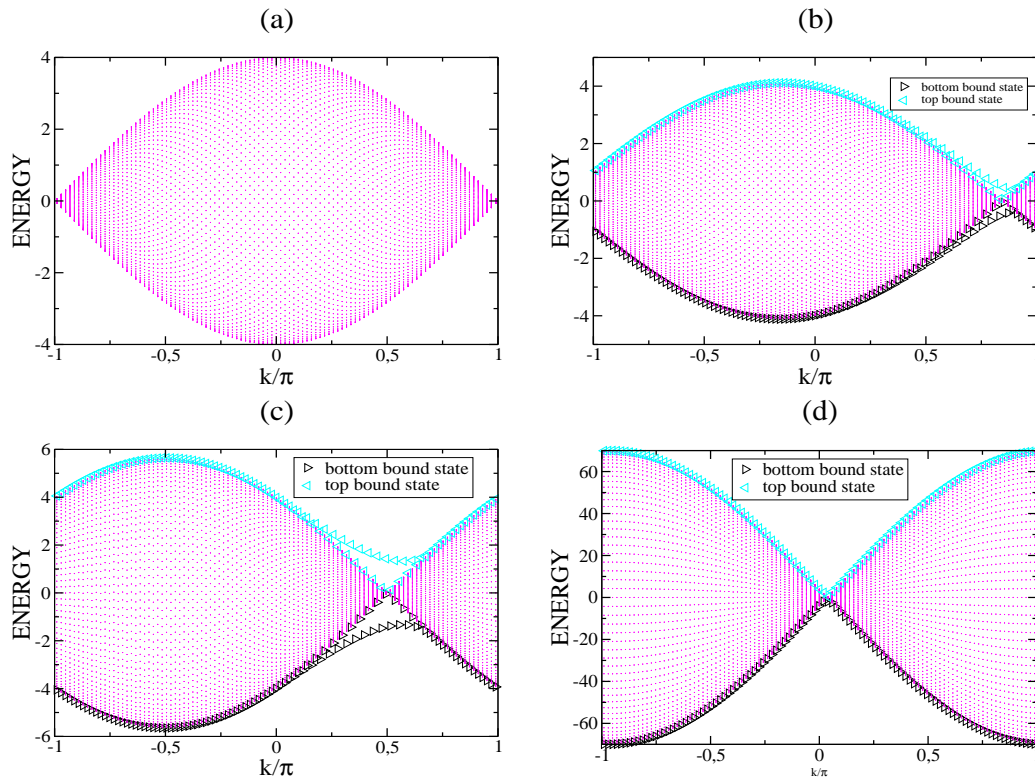 (a)
4
2
0
-2
-4
ENERGY
-1
-0,5
0
0,5
1
k/π
(b)
4
2
0
-2
-4
ENERGY
bottom bound state
top bound state
-1
-0,5
0
0,5
k/π
(c)
6
4
2
0
-2
-4
-6
ENERGY
bottom bound state
top bound state
-1
-0,5
0
0,5
1
k/π
(d)
60
40
20
0
-20
-40
-60
ENERGY
bottom bound state
top bound state
-1
-0,5
0
0,5
k/π